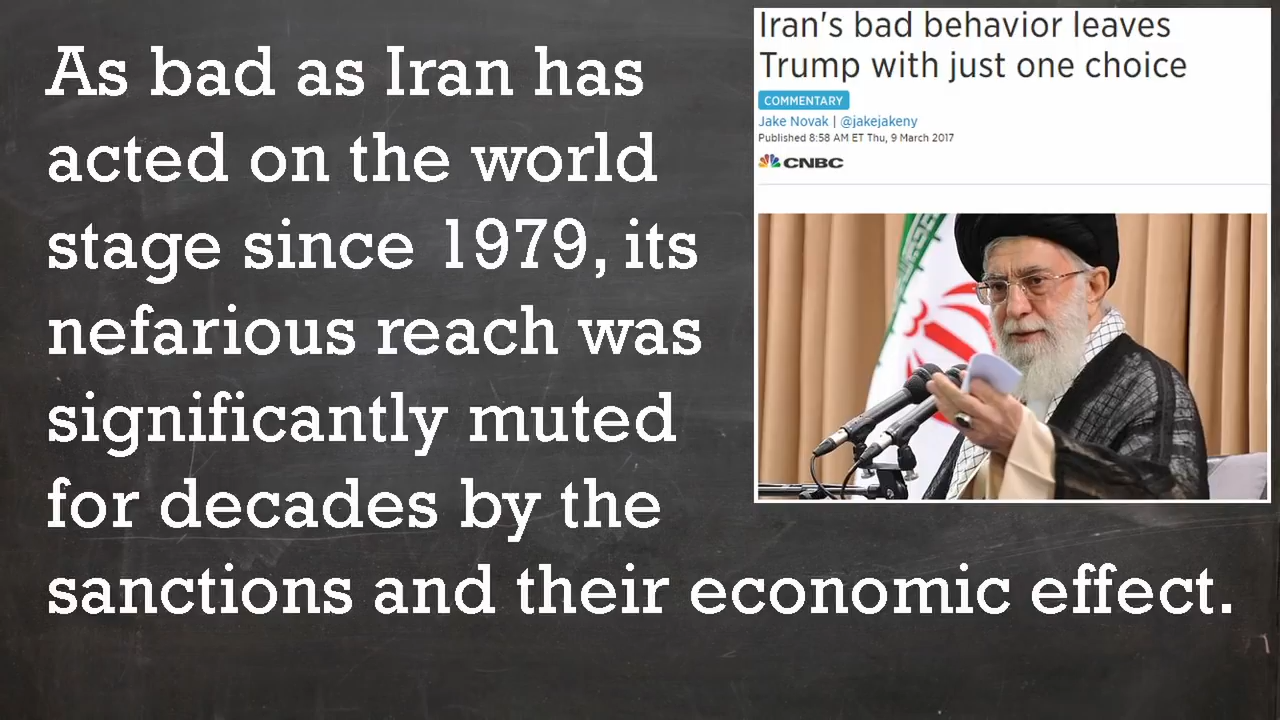 As bad as Iran has
acted on the world
stage since 1979, its
nefarious reach was
significantly muted
for decades by the
sanctions and their economic effect.
Iran's bad behavior leaves
Trump with just one choice
COMMENTARY
Jake Novak | @jakejakeny
Published 8:58 AM ET Thu, 9 March 2017
CNBC